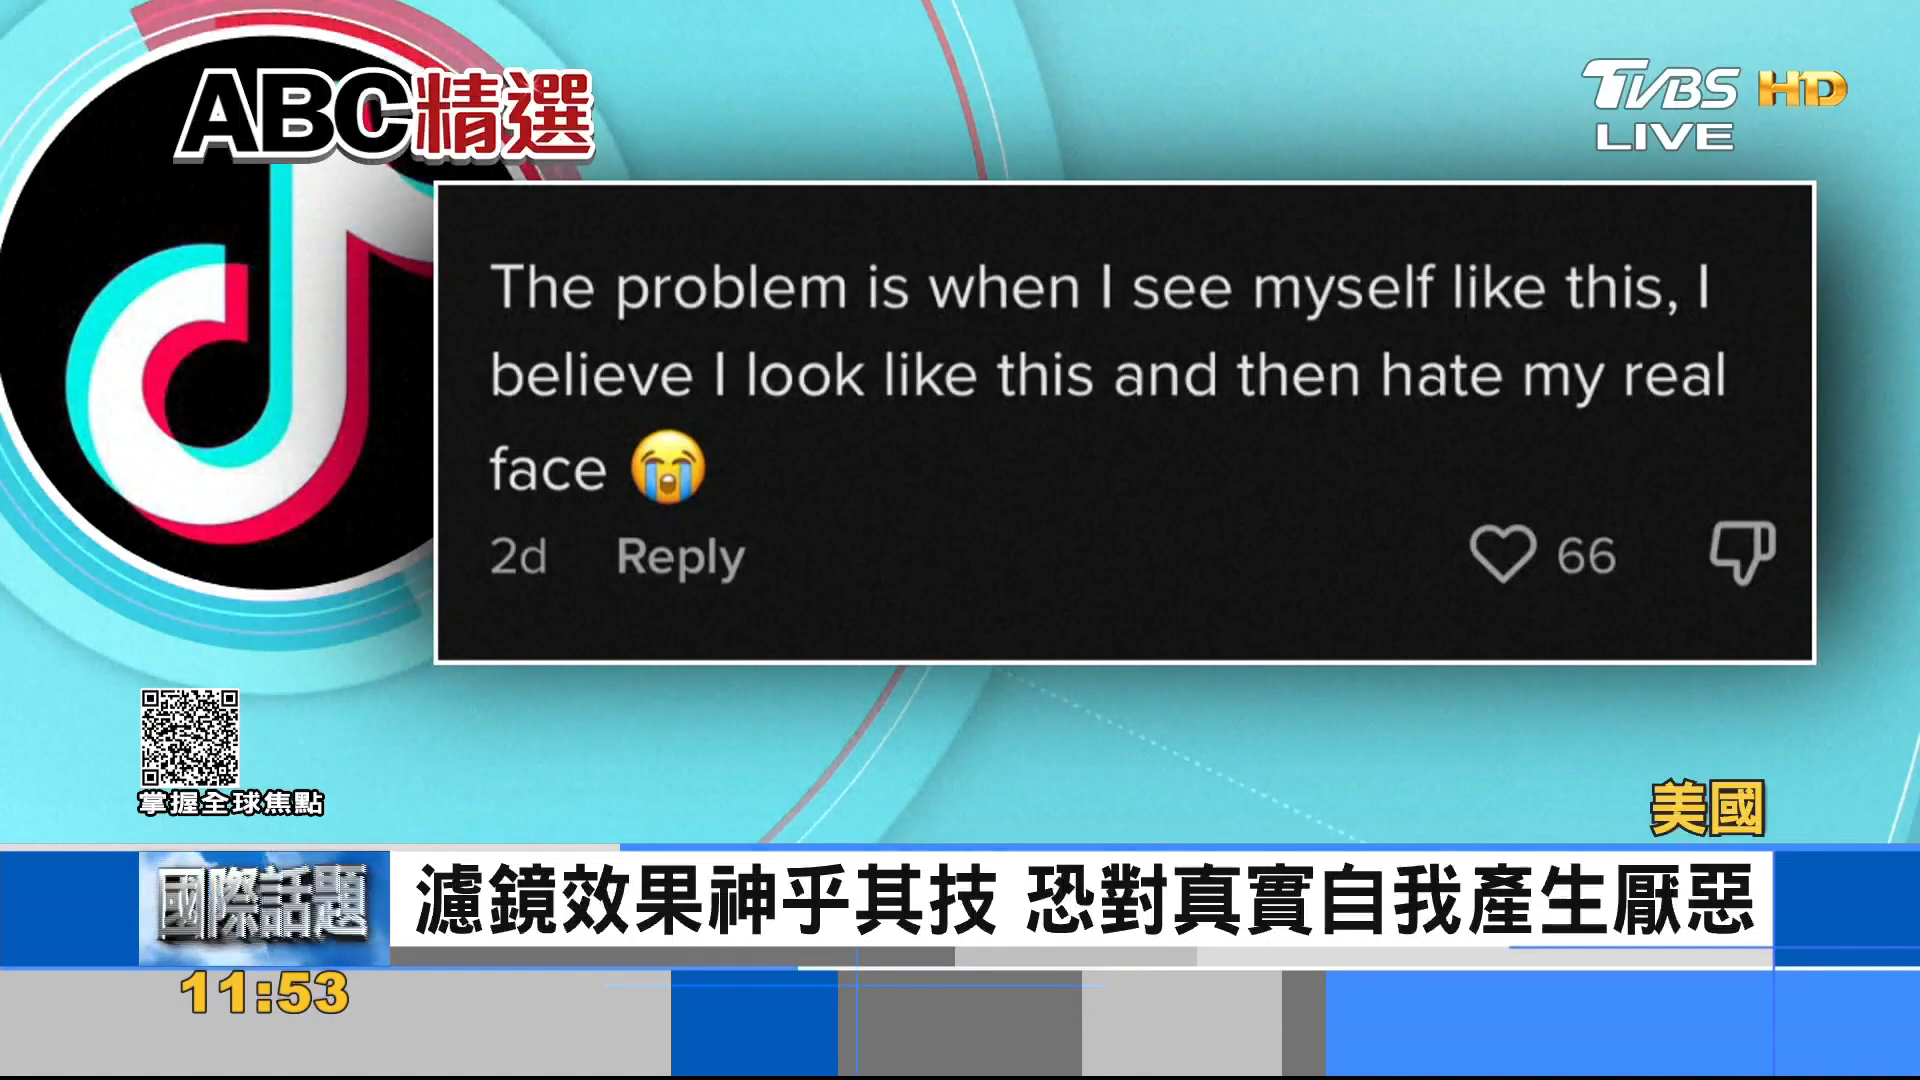 ABC精選
TVBS HD
LIVE
The problem is when I see myself like this, I
believe I look like this and then hate my real
face 😭
2d Reply 66
掌握全球焦點
美國
國際話題
濾鏡效果神乎其技 恐對真實自我產生厭惡
11:53